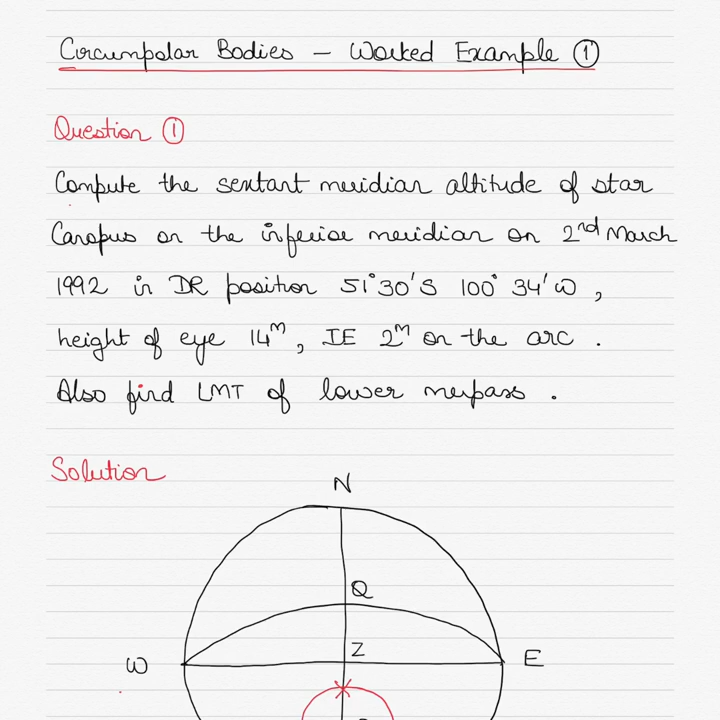 Circumpolar Bodies – Worked Example ①
Question ①
Compute the sextant meridian altitude of star
Canopus on the inferior meridian on 2nd March
1992 in DR position 51°30'S 100° 34'W ,
height of eye 14m , IE 2m on the arc .
Also find LMT of lower merpass .
Solution
N
Q
Z
W
E